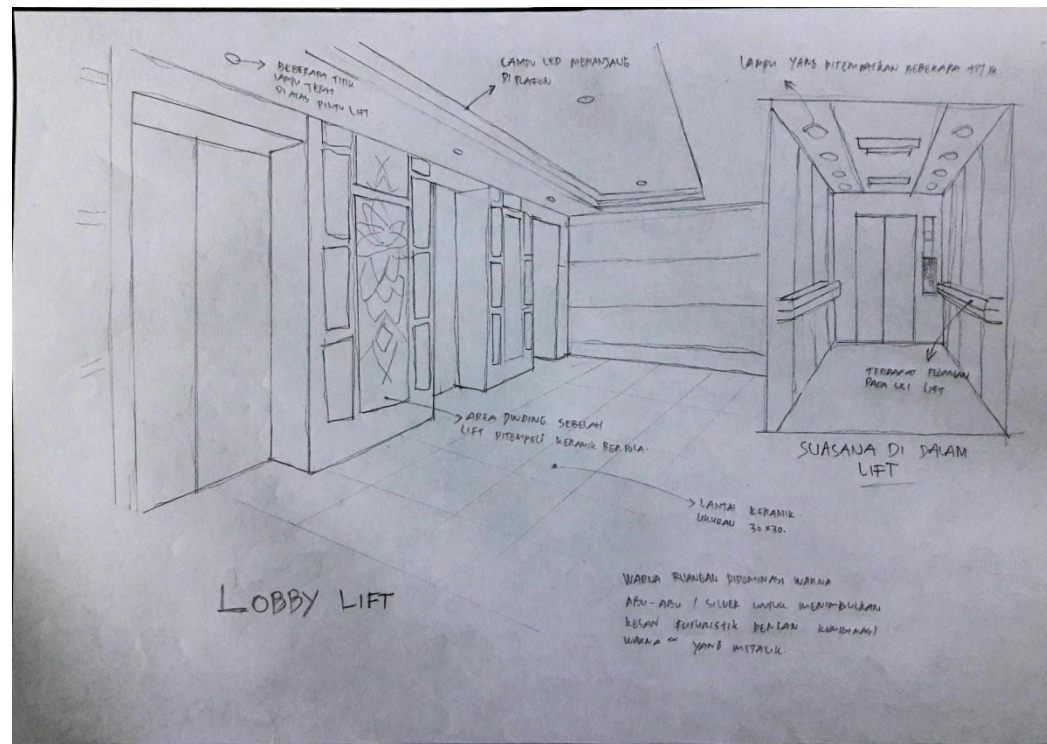 BEBERAPA TITIK
LAMPU TEPAT
DI ATAS PINTU LIFT
LAMPU LED MEMANJANG
DI PLAFON
LAMPU YANG DITEMPATKAN BEBERAPA TITIK
TERDAPAT PEGANGAN
PADA SISI LIFT
SUASANA DI DALAM
LIFT
AREA DINDING SEBELAH
LIFT DITEMPELI KERAMIK BERPOLA.
LANTAI KERAMIK
UKURAN 30x30.
LOBBY LIFT
WARNA RUANGAN DIDOMINASI WARNA
ABU-ABU / SILVER UNTUK MENIMBULKAN
KESAN FUTURISTIK DENGAN KOMBINASI
WARNA YANG METALIK.